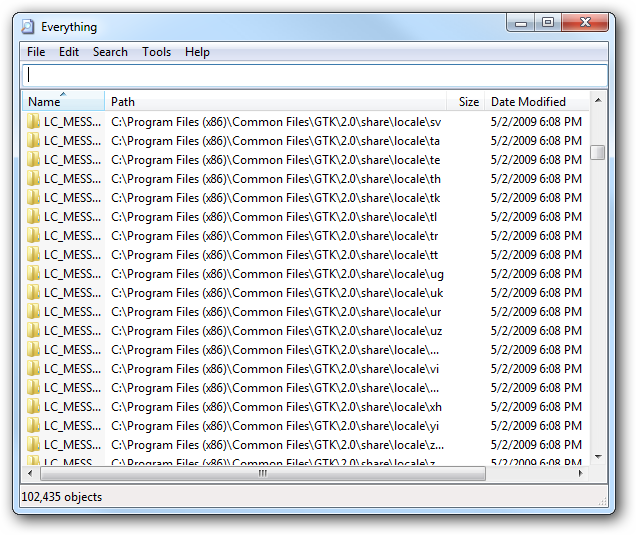 Everything
File Edit Search Tools Help
Name Path Size Date Modified
LC_MESS... C:\Program Files (x86)\Common Files\GTK\2.0\share\locale\sv 5/2/2009 6:08 PM
LC_MESS... C:\Program Files (x86)\Common Files\GTK\2.0\share\locale\ta 5/2/2009 6:08 PM
LC_MESS... C:\Program Files (x86)\Common Files\GTK\2.0\share\locale\te 5/2/2009 6:08 PM
LC_MESS... C:\Program Files (x86)\Common Files\GTK\2.0\share\locale\th 5/2/2009 6:08 PM
LC_MESS... C:\Program Files (x86)\Common Files\GTK\2.0\share\locale\tk 5/2/2009 6:08 PM
LC_MESS... C:\Program Files (x86)\Common Files\GTK\2.0\share\locale\tl 5/2/2009 6:08 PM
LC_MESS... C:\Program Files (x86)\Common Files\GTK\2.0\share\locale\tr 5/2/2009 6:08 PM
LC_MESS... C:\Program Files (x86)\Common Files\GTK\2.0\share\locale\tt 5/2/2009 6:08 PM
LC_MESS... C:\Program Files (x86)\Common Files\GTK\2.0\share\locale\ug 5/2/2009 6:08 PM
LC_MESS... C:\Program Files (x86)\Common Files\GTK\2.0\share\locale\uk 5/2/2009 6:08 PM
LC_MESS... C:\Program Files (x86)\Common Files\GTK\2.0\share\locale\ur 5/2/2009 6:08 PM
LC_MESS... C:\Program Files (x86)\Common Files\GTK\2.0\share\locale\uz 5/2/2009 6:08 PM
LC_MESS... C:\Program Files (x86)\Common Files\GTK\2.0\share\locale\... 5/2/2009 6:08 PM
LC_MESS... C:\Program Files (x86)\Common Files\GTK\2.0\share\locale\vi 5/2/2009 6:08 PM
LC_MESS... C:\Program Files (x86)\Common Files\GTK\2.0\share\locale\... 5/2/2009 6:08 PM
LC_MESS... C:\Program Files (x86)\Common Files\GTK\2.0\share\locale\xh 5/2/2009 6:08 PM
LC_MESS... C:\Program Files (x86)\Common Files\GTK\2.0\share\locale\yi 5/2/2009 6:08 PM
LC_MESS... C:\Program Files (x86)\Common Files\GTK\2.0\share\locale\z... 5/2/2009 6:08 PM
LC_MESS... C:\Program Files (x86)\Common Files\GTK\2.0\share\locale\z... 5/2/2009 6:08 PM
102,435 objects